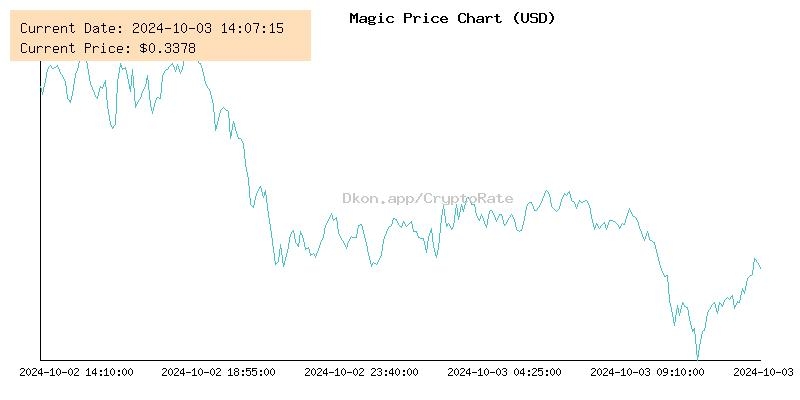 Magic Price Chart (USD)
Current Date: 2024-10-03 14:07:15
Current Price: $0.3378
Dkon.app/CryptoRate
2024-10-02 14:10:00 2024-10-02 18:55:00 2024-10-02 23:40:00 2024-10-03 04:25:00 2024-10-03 09:10:00 2024-10-03